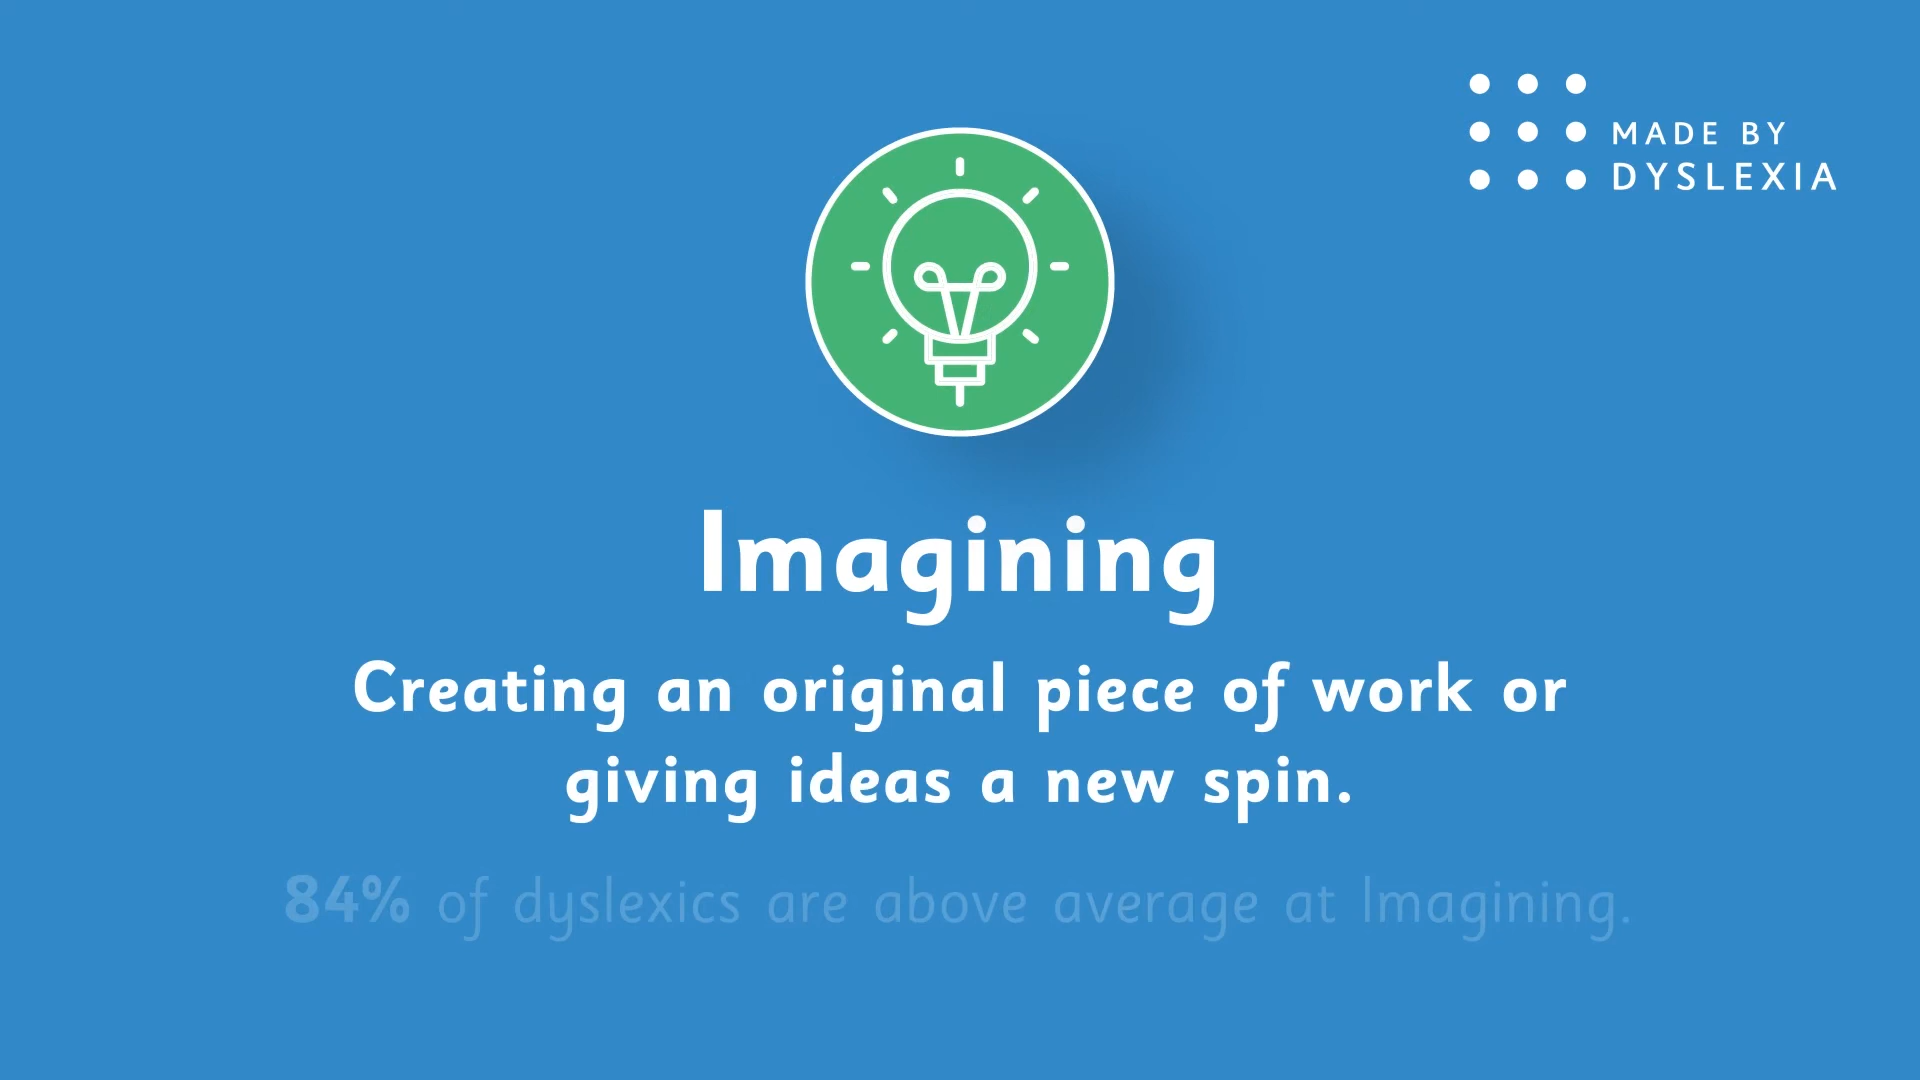 MADE BY
DYSLEXIA
Imagining
Creating an original piece of work or
giving ideas a new spin.
84% of dyslexics are above average at Imagining.